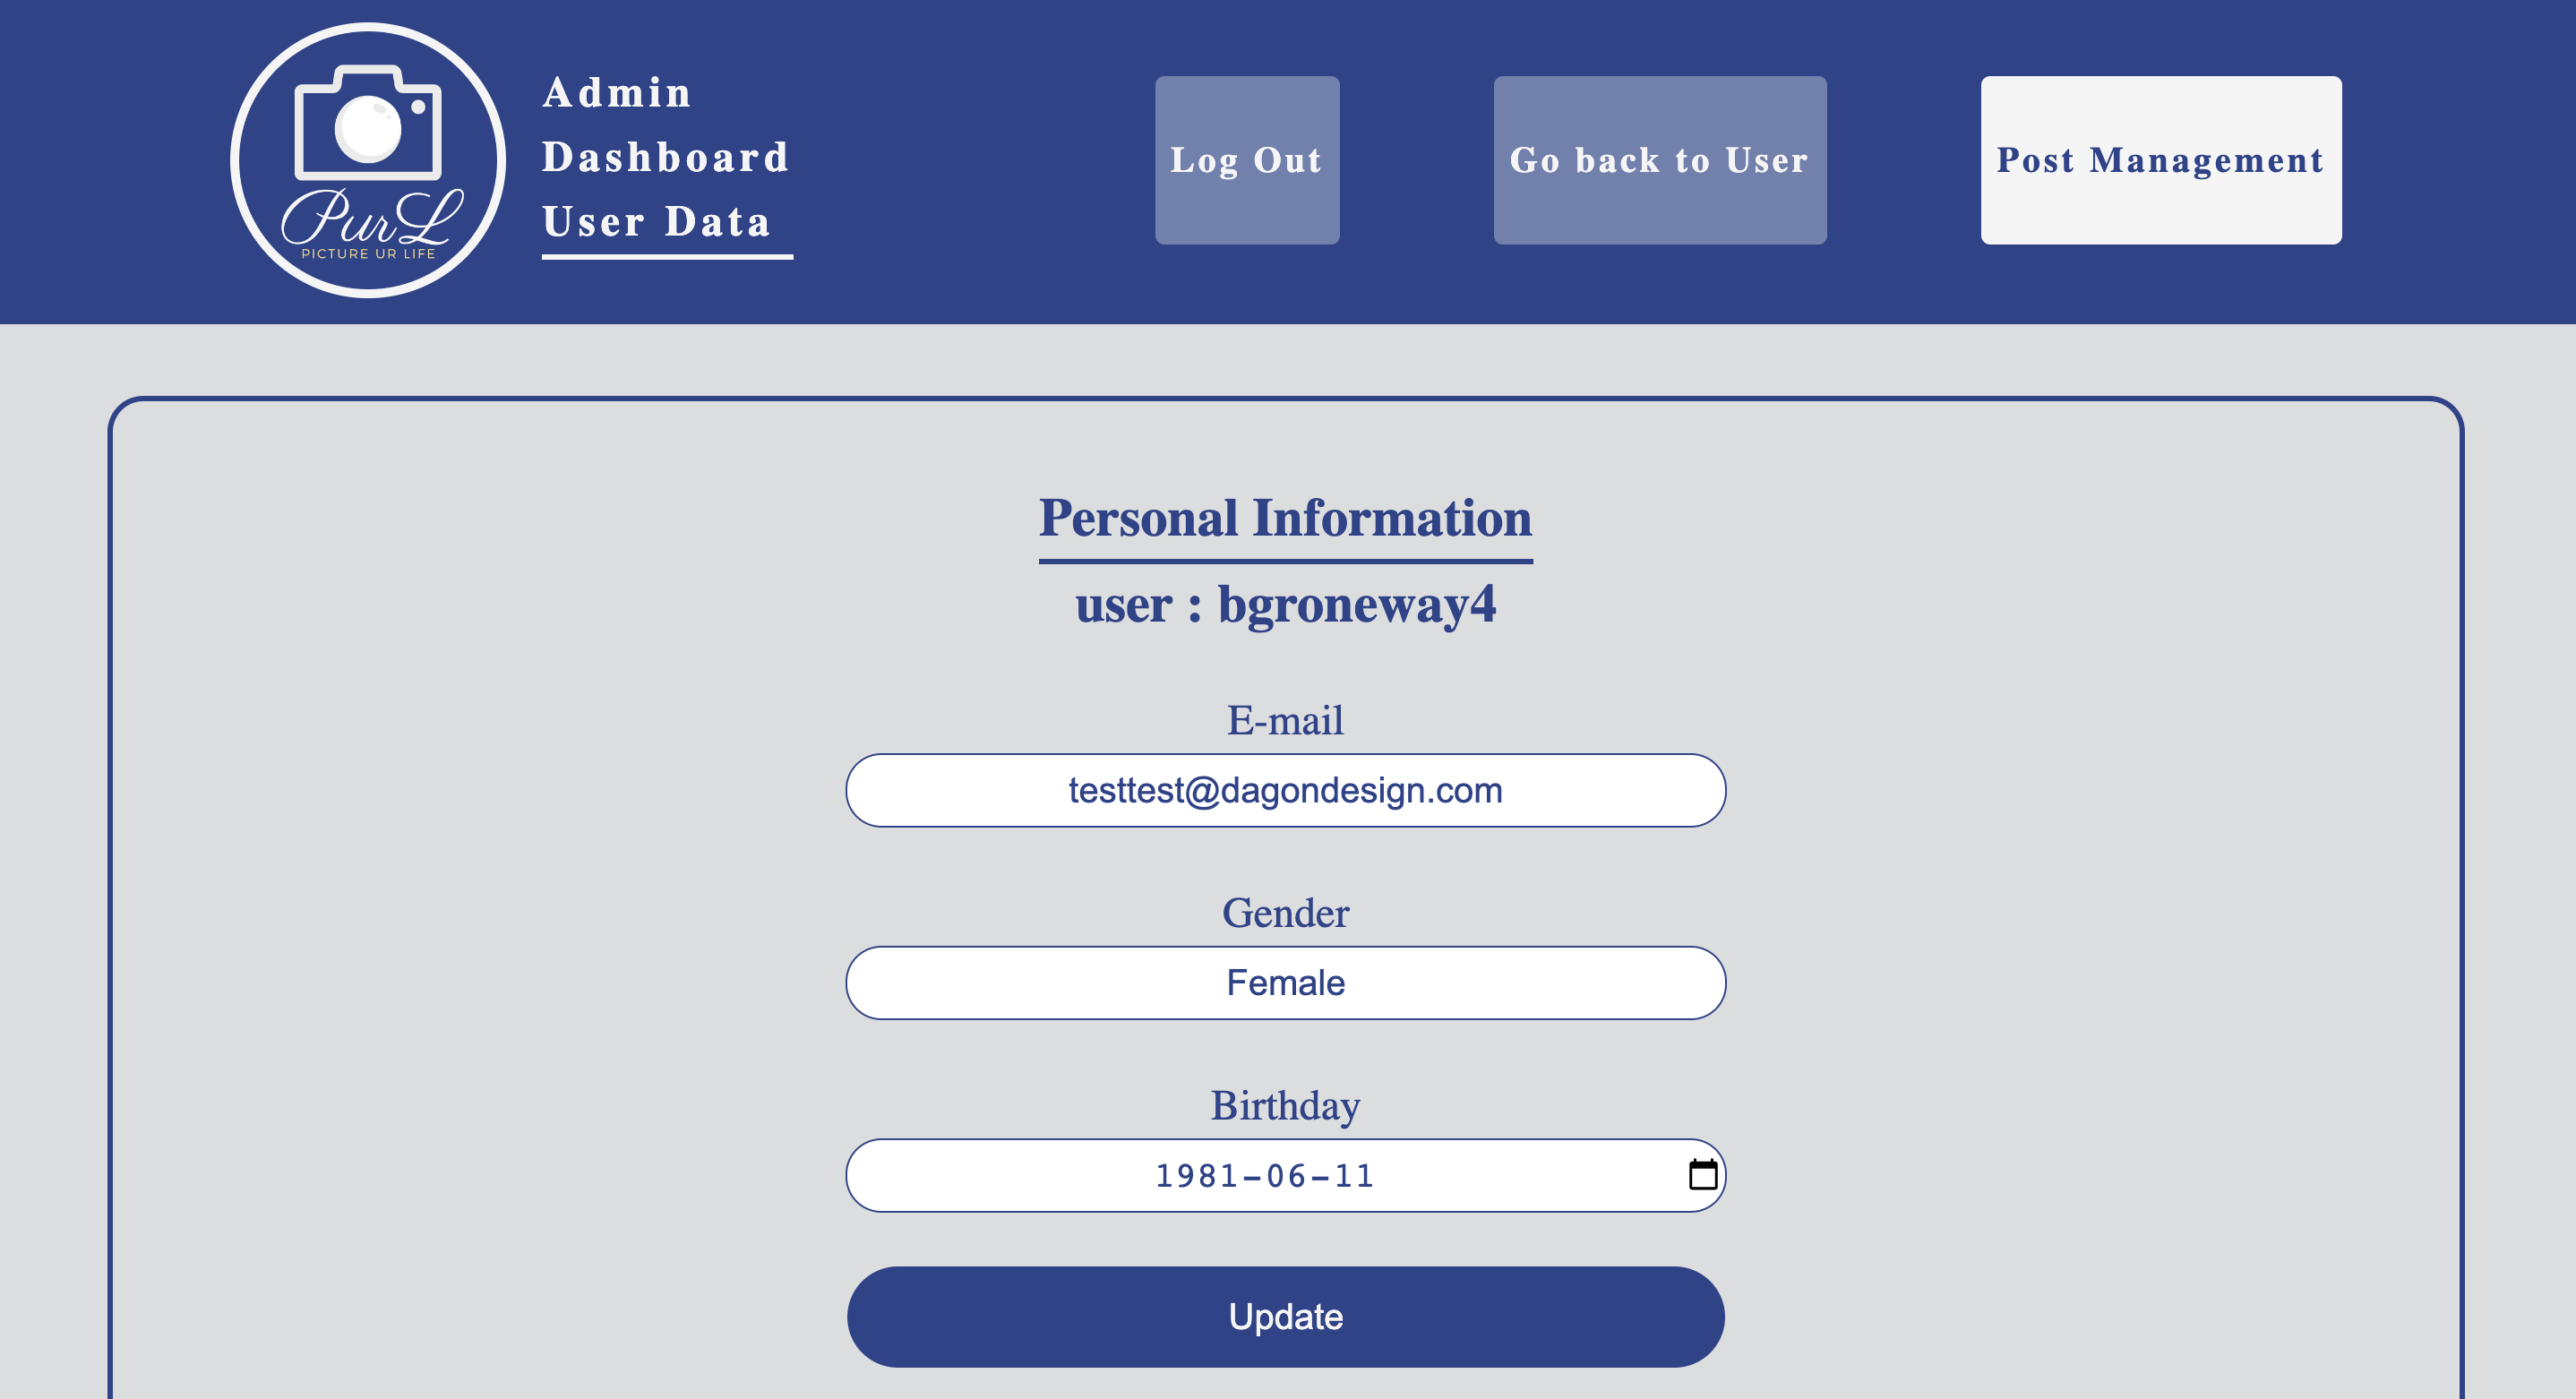 PurL
PICTURE UR LIFE
Admin
Dashboard
User Data
Log Out
Go back to User
Post Management
Personal Information
user : bgroneway4
E-mail
testtest@dagondesign.com
Gender
Female
Birthday
1981-06-11
Update